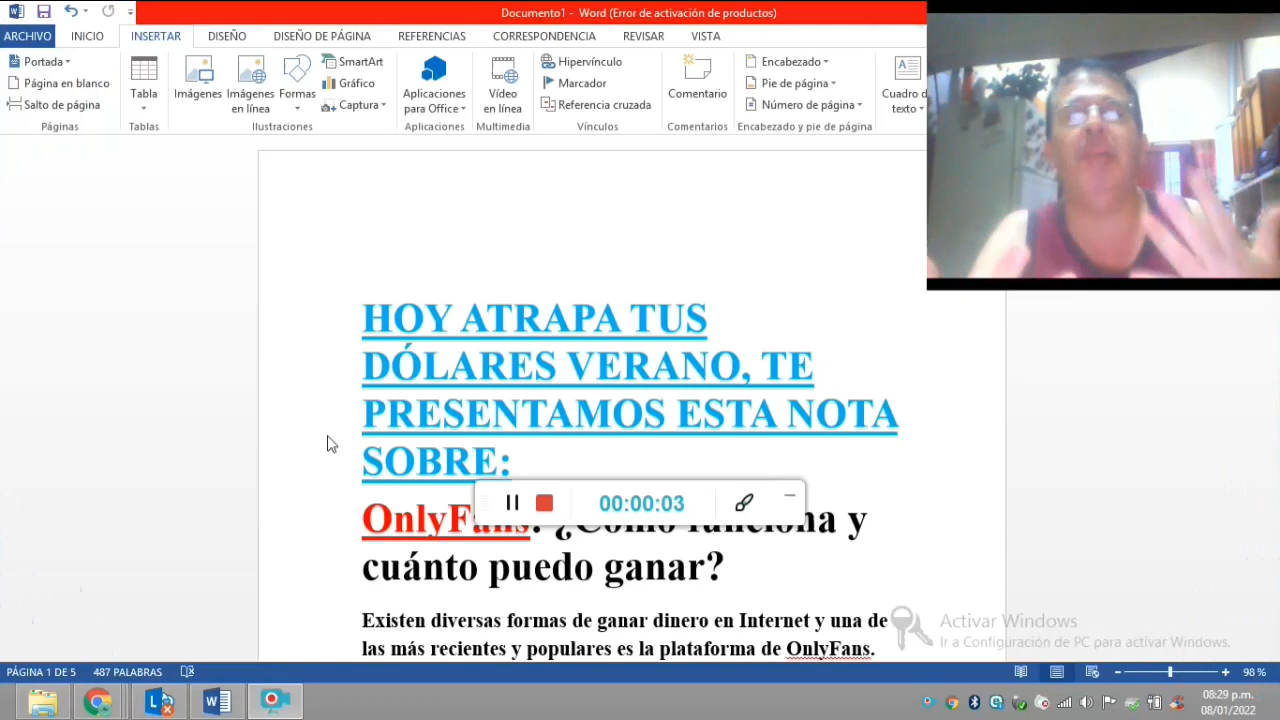 Documento1 - Word (Error de activación de productos)
ARCHIVO INICIO INSERTAR DISEÑO DISEÑO DE PÁGINA REFERENCIAS CORRESPONDENCIA REVISAR VISTA
Portada
Página en blanco
Salto de página
Páginas
Tabla
Tablas
Imágenes
Imágenes
en línea
Formas
SmartArt
Gráfico
Captura
Ilustraciones
Aplicaciones
para Office
Aplicaciones
Vídeo
en línea
Multimedia
Hipervínculo
Marcador
Referencia cruzada
Vínculos
Comentario
Comentarios
Encabezado
Pie de página
Número de página
Encabezado y pie de página
Cuadro de
texto
HOY ATRAPA TUS
DÓLARES VERANO, TE
PRESENTAMOS ESTA NOTA
SOBRE:
00:00:03
OnlyFans: ¿Cómo funciona y
cuánto puedo ganar?
Existen diversas formas de ganar dinero en Internet y una de
las más recientes y populares es la plataforma de OnlyFans.
Activar Windows
Ir a Configuración de PC para activar Windows.
PÁGINA 1 DE 5 487 PALABRAS
98 %
08:29 p.m.
08/01/2022